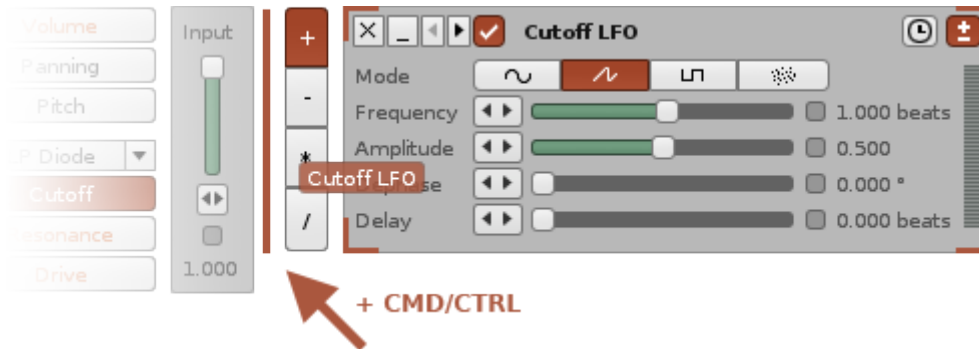 Volume
Panning
Pitch
LP Diode
Cutoff
Resonance
Drive
Input
1.000
+
-
*
/
Cutoff LFO
Cutoff LFO
Mode
Frequency 1.000 beats
Amplitude 0.500
0.000 °
Delay 0.000 beats
+ CMD/CTRL